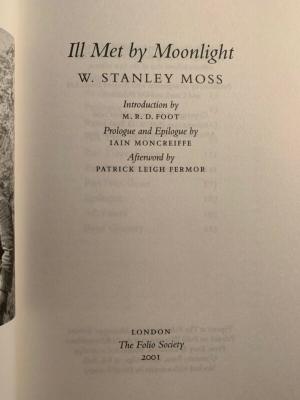 Ill Met by Moonlight
W. STANLEY MOSS
Introduction by
M. R. D. FOOT
Prologue and Epilogue by
IAIN MONCREIFFE
Afterword by
PATRICK LEIGH FERMOR
LONDON
The Folio Society
2001